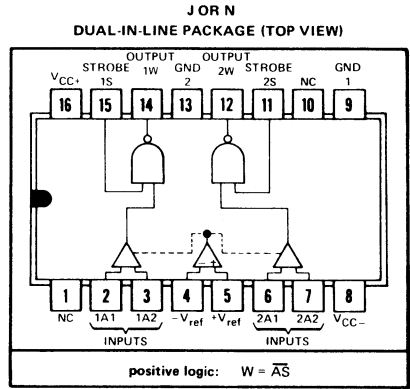 J OR N
DUAL-IN-LINE PACKAGE (TOP VIEW)
OUTPUT OUTPUT
STROBE 1W GND 2W STROBE GND
VCC+ 1S 2 2S NC 1
16 15 14 13 12 11 10 9
- +
1 2 3 4 5 6 7 8
NC 1A1 1A2 -Vref +Vref 2A1 2A2 VCC-
INPUTS INPUTS
positive logic: W = A̅S̅